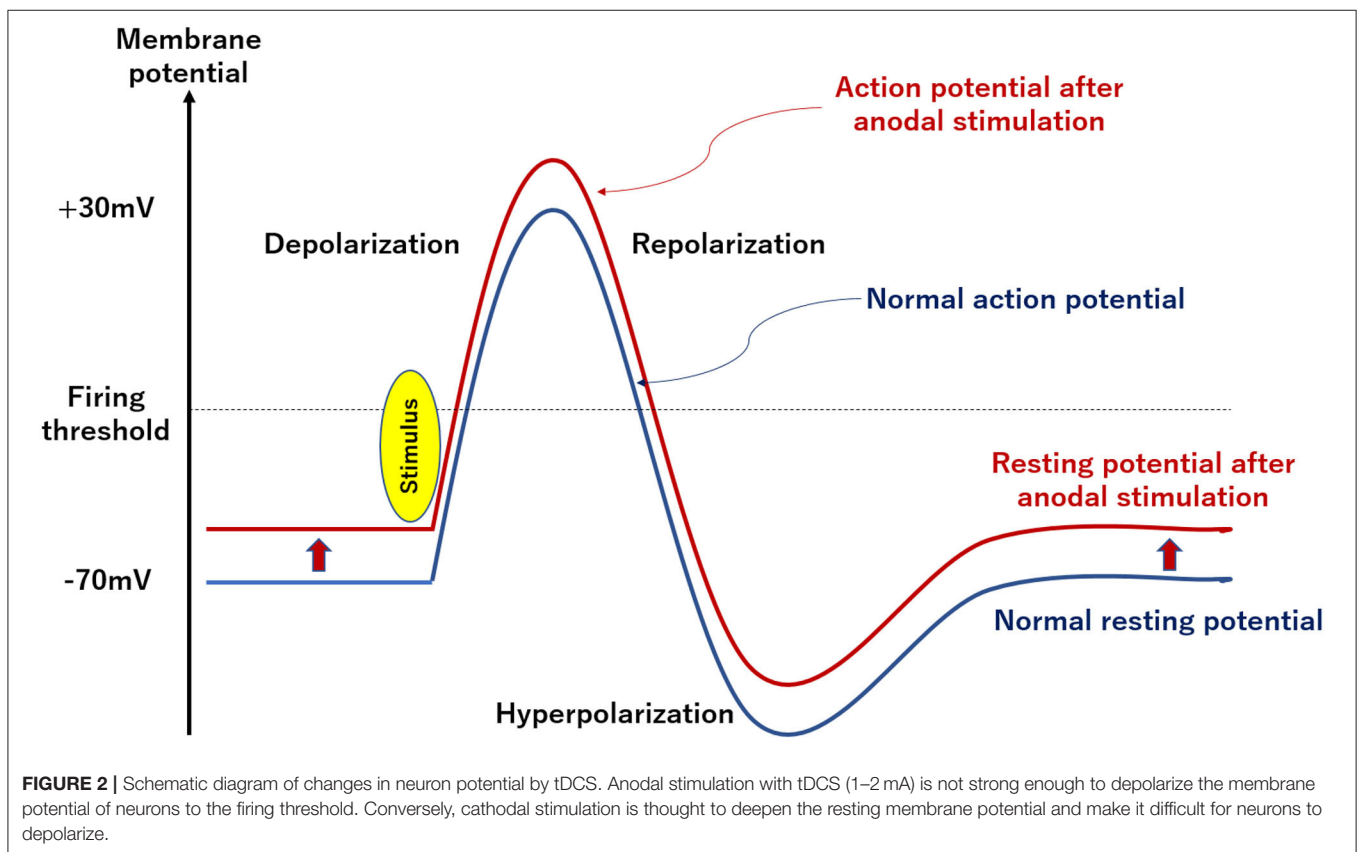 Membrane
potential
Action potential after
anodal stimulation
+30mV
Depolarization
Repolarization
Normal action potential
Firing
threshold
Stimulus
Resting potential after
anodal stimulation
-70mV
Normal resting potential
Hyperpolarization
FIGURE 2 | Schematic diagram of changes in neuron potential by tDCS. Anodal stimulation with tDCS (1–2 mA) is not strong enough to depolarize the membrane
potential of neurons to the firing threshold. Conversely, cathodal stimulation is thought to deepen the resting membrane potential and make it difficult for neurons to
depolarize.